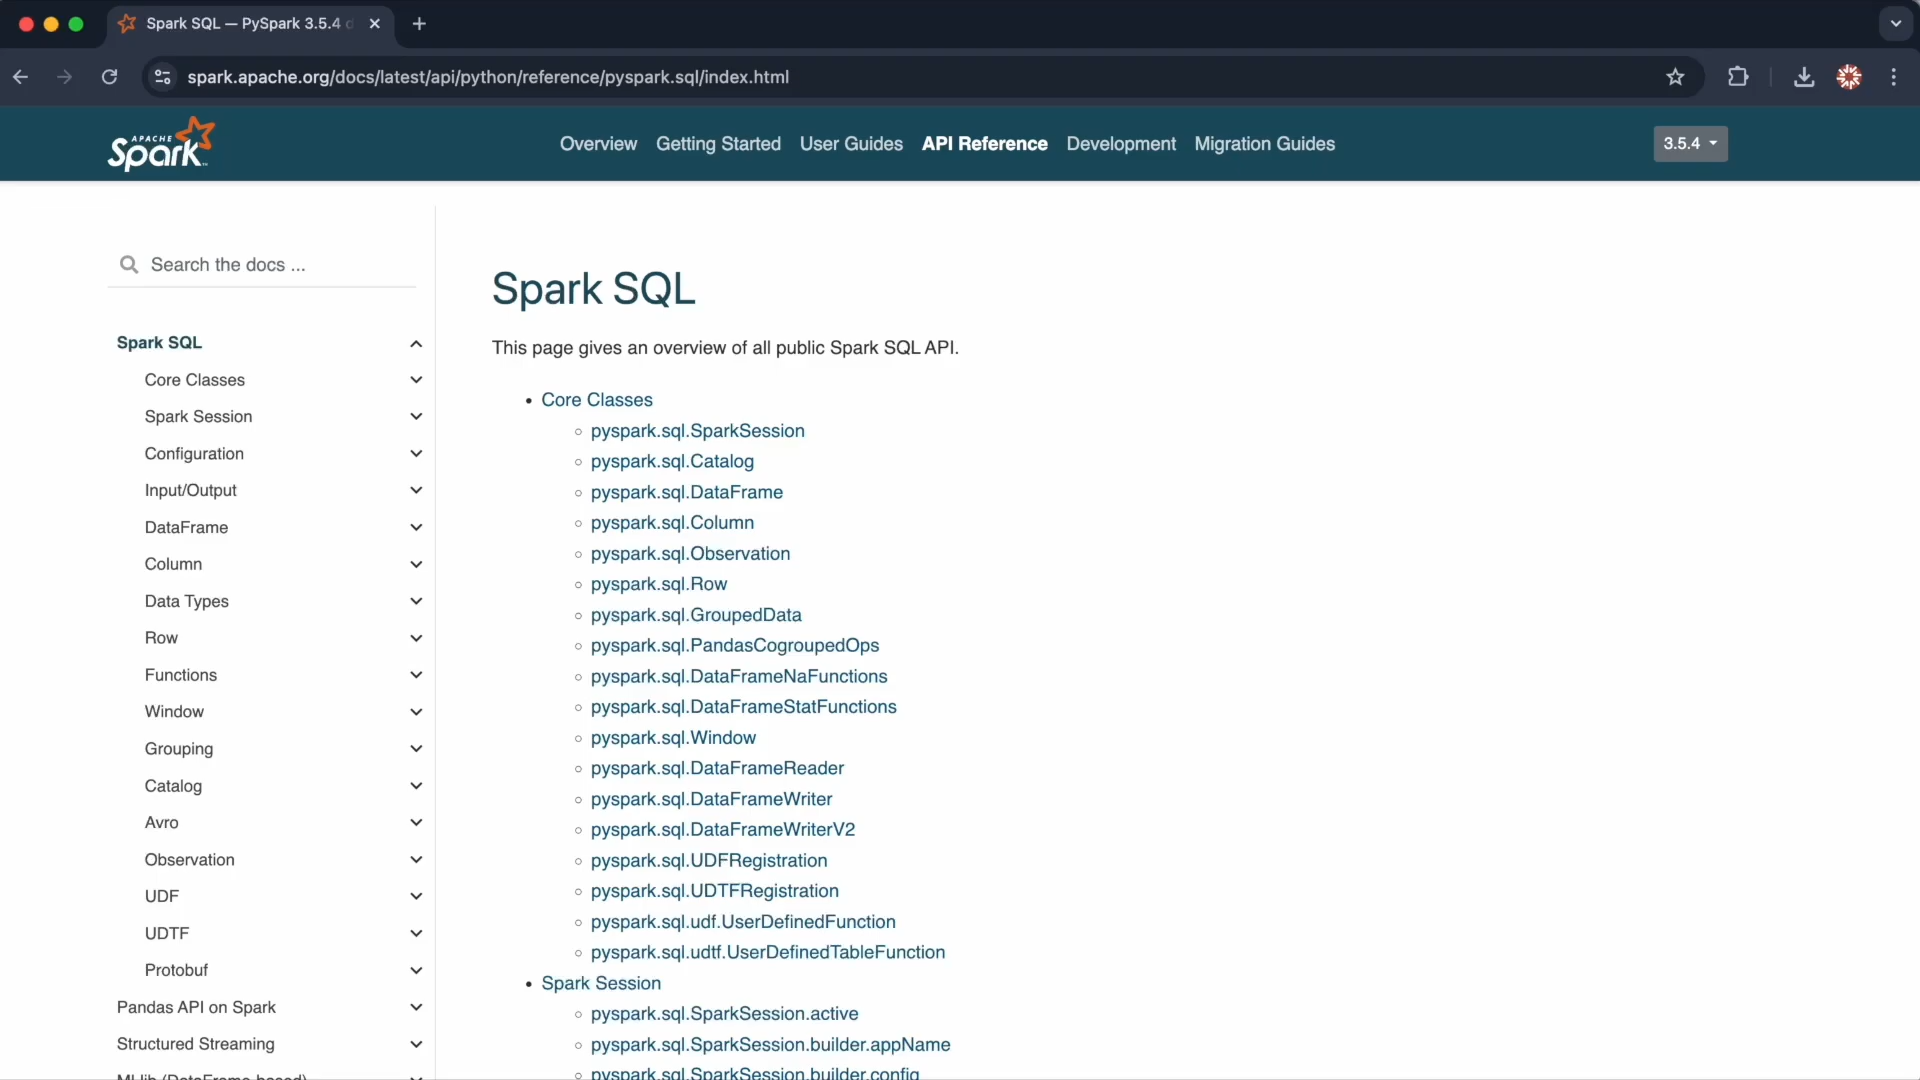 Spark SQL — PySpark 3.5.4 d
spark.apache.org/docs/latest/api/python/reference/pyspark.sql/index.html
APACHE
Spark
Overview
Getting Started
User Guides
API Reference
Development
Migration Guides
3.5.4
Search the docs ...
Spark SQL
Core Classes
Spark Session
Configuration
Input/Output
DataFrame
Column
Data Types
Row
Functions
Window
Grouping
Catalog
Avro
Observation
UDF
UDTF
Protobuf
Pandas API on Spark
Structured Streaming
MLlib (DataFrame-based)
Spark SQL
This page gives an overview of all public Spark SQL API.
Core Classes
pyspark.sql.SparkSession
pyspark.sql.Catalog
pyspark.sql.DataFrame
pyspark.sql.Column
pyspark.sql.Observation
pyspark.sql.Row
pyspark.sql.GroupedData
pyspark.sql.PandasCogroupedOps
pyspark.sql.DataFrameNaFunctions
pyspark.sql.DataFrameStatFunctions
pyspark.sql.Window
pyspark.sql.DataFrameReader
pyspark.sql.DataFrameWriter
pyspark.sql.DataFrameWriterV2
pyspark.sql.UDFRegistration
pyspark.sql.UDTFRegistration
pyspark.sql.udf.UserDefinedFunction
pyspark.sql.udtf.UserDefinedTableFunction
Spark Session
pyspark.sql.SparkSession.active
pyspark.sql.SparkSession.builder.appName
pyspark.sql.SparkSession.builder.config